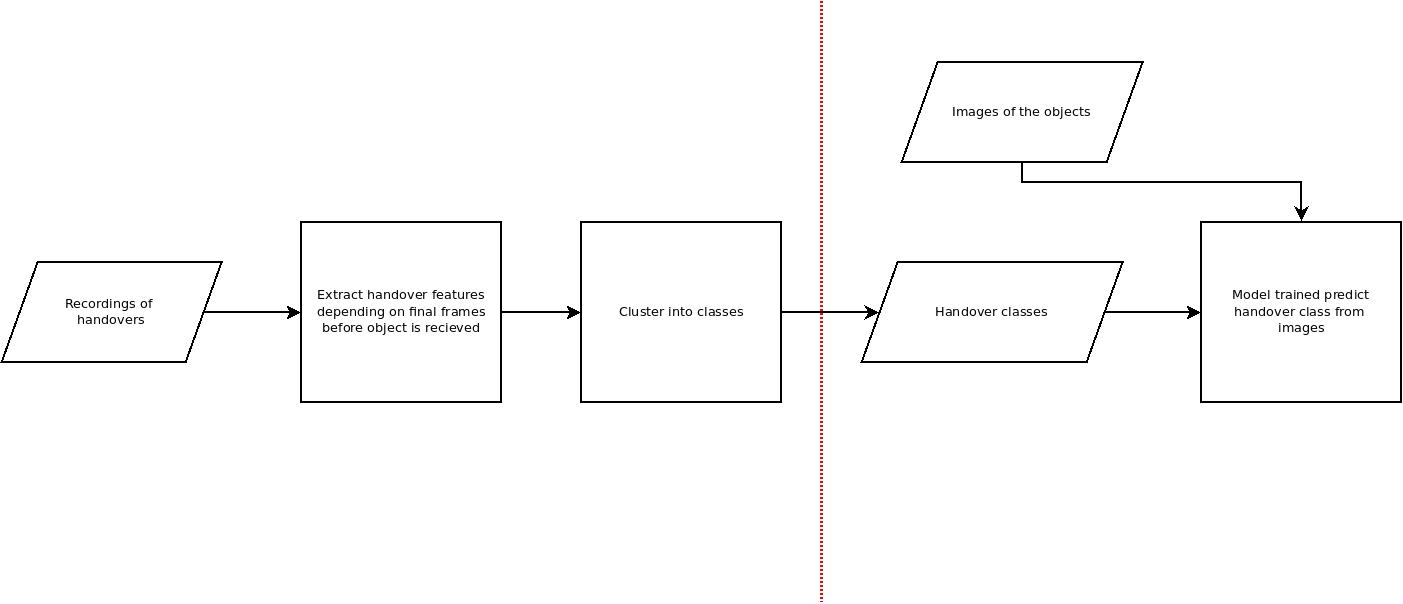 Images of the objects
Recordings of
handovers
Extract handover features
depending on final frames
before object is recieved
Cluster into classes
Handover classes
Model trained predict
handover class from
images